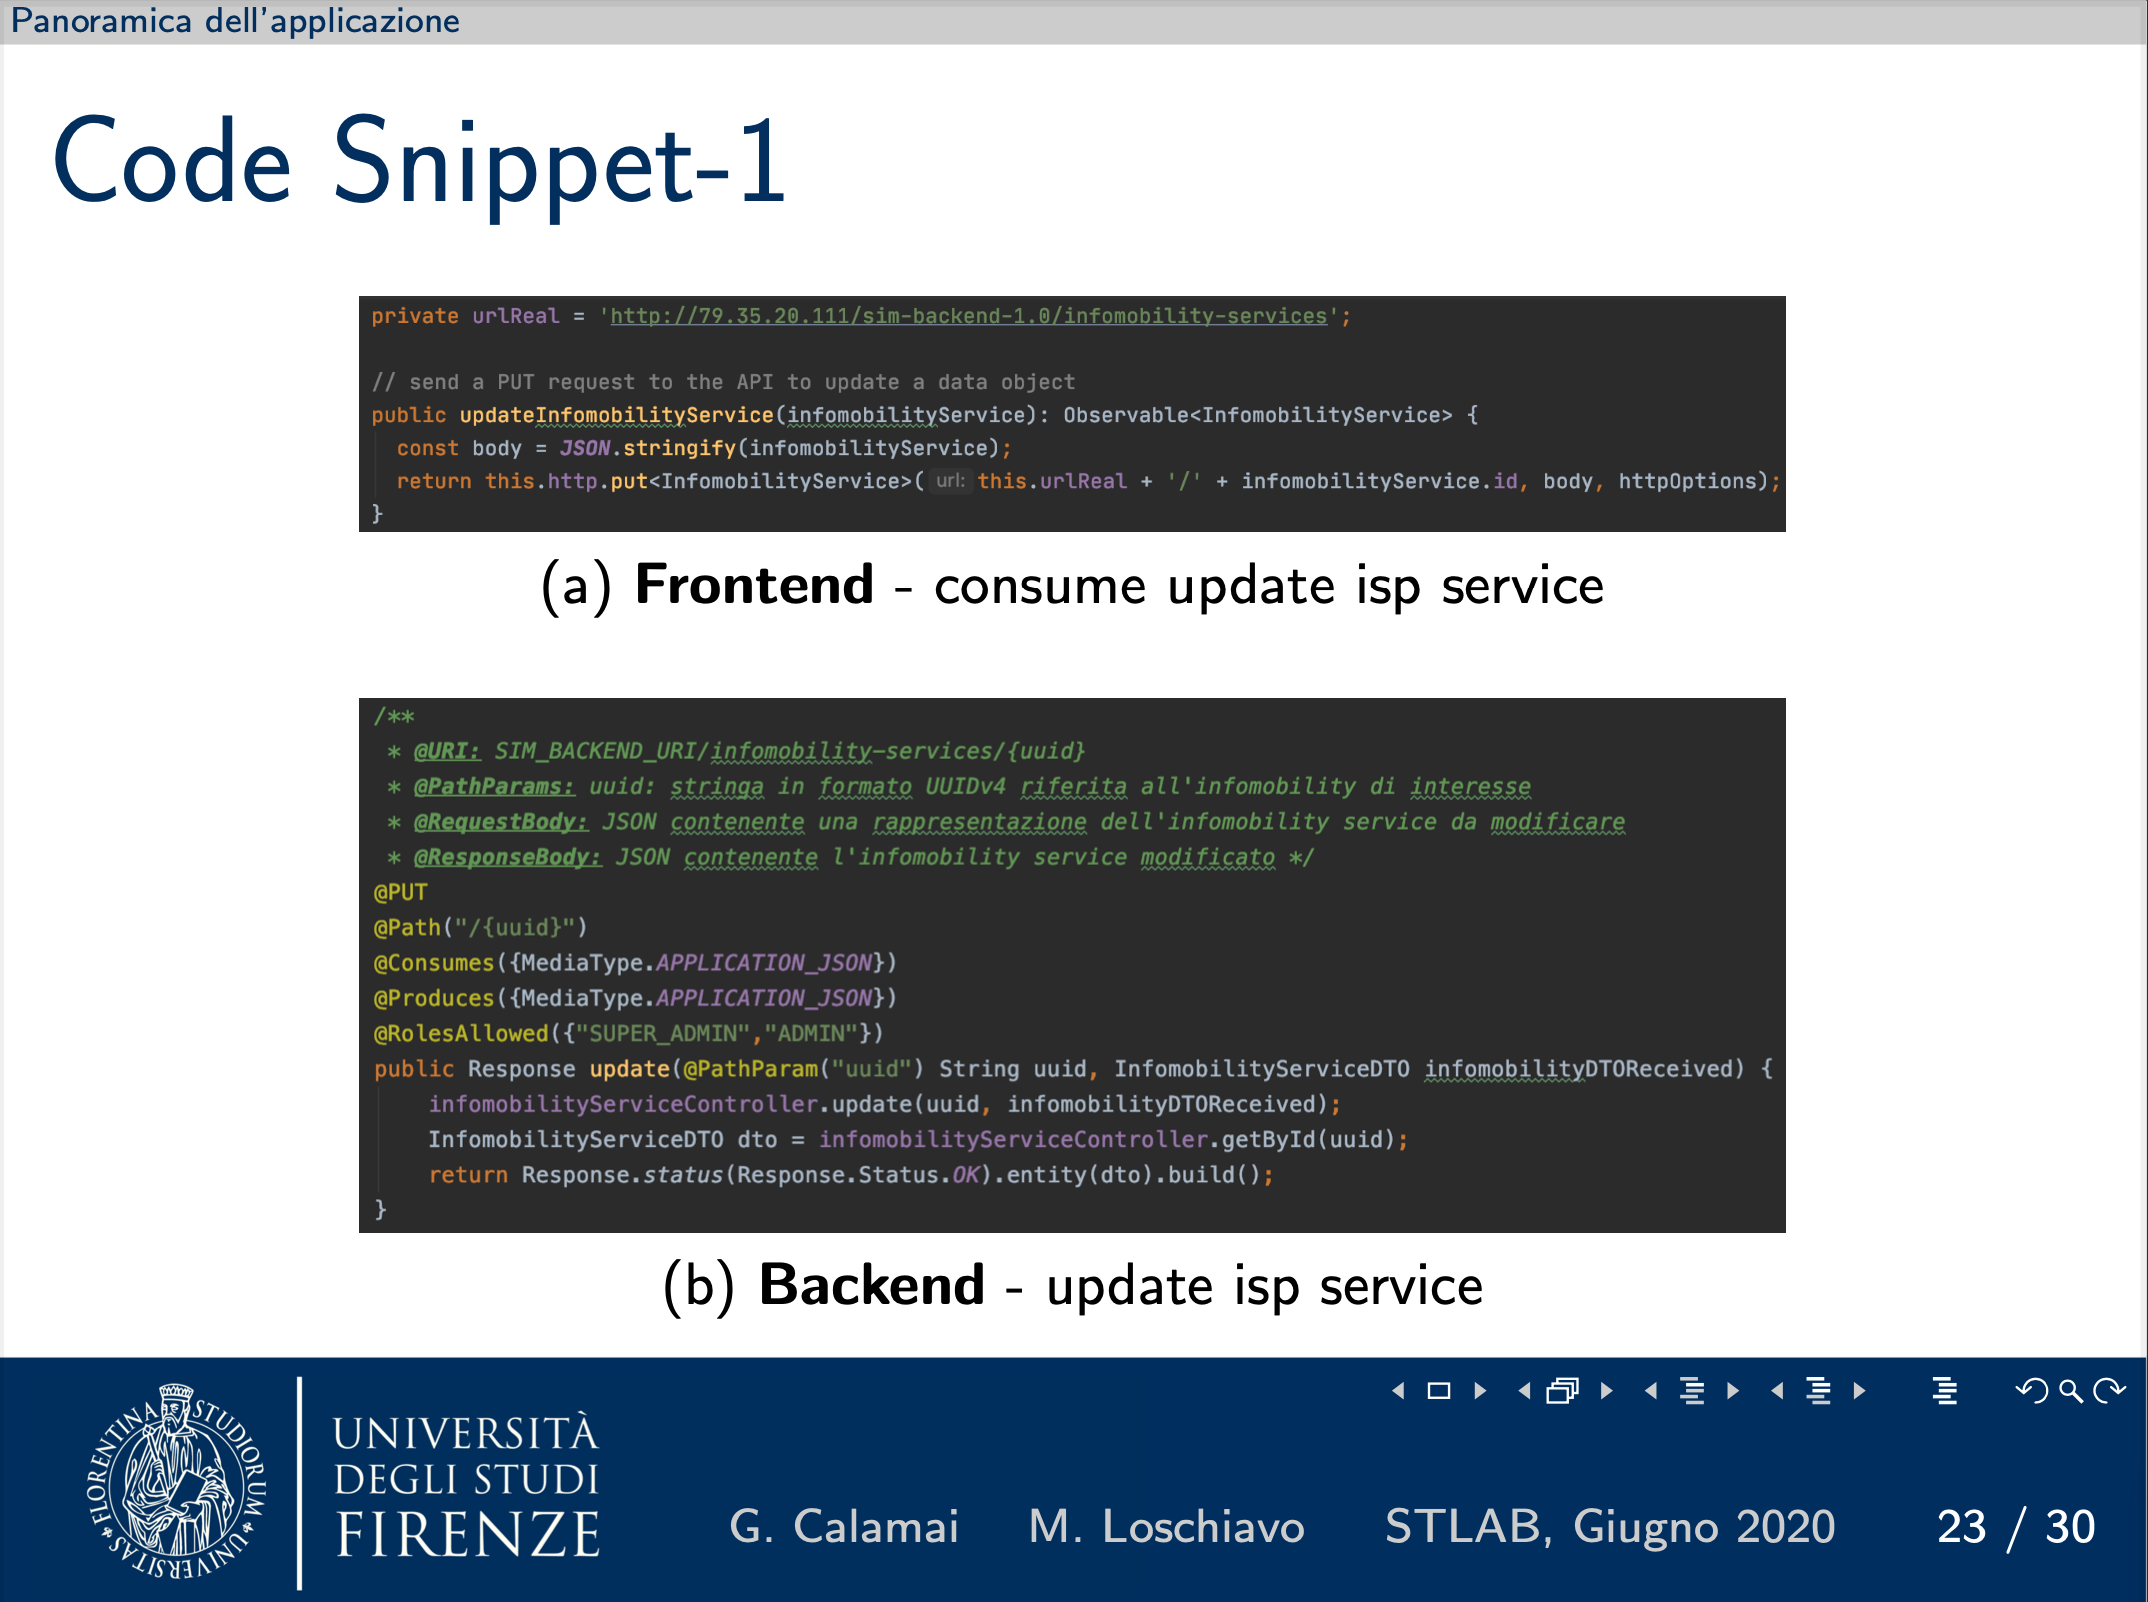 Panoramica dell'applicazione
Code Snippet-1
private urlReal = 'http://79.35.20.111/sim-backend-1.0/infomobility-services';
// send a PUT request to the API to update a data object
public updateInfomobilityService(infomobilityService): Observable<InfomobilityService> {
const body = JSON.stringify(infomobilityService);
return this.http.put<InfomobilityService>( url: this.urlReal + '/' + infomobilityService.id, body, httpOptions);
}
(a) Frontend - consume update isp service
/**
* @URI: SIM_BACKEND_URI/infomobility-services/{uuid}
* @PathParams: uuid: stringa in formato UUIDv4 riferita all'infomobility di interesse
* @RequestBody: JSON contenente una rappresentazione dell'infomobility service da modificare
* @ResponseBody: JSON contenente l'infomobility service modificato */
@PUT
@Path("/{uuid}")
@Consumes({MediaType.APPLICATION_JSON})
@Produces({MediaType.APPLICATION_JSON})
@RolesAllowed({"SUPER_ADMIN","ADMIN"})
public Response update(@PathParam("uuid") String uuid, InfomobilityServiceDTO infomobilityDTOReceived) {
infomobilityServiceController.update(uuid, infomobilityDTOReceived);
InfomobilityServiceDTO dto = infomobilityServiceController.getById(uuid);
return Response.status(Response.Status.OK).entity(dto).build();
}
(b) Backend - update isp service
FLORENTINA STUDIORUM UNIVERSITAS
UNIVERSITÀ
DEGLI STUDI
FIRENZE
G. Calamai M. Loschiavo STLAB, Giugno 2020 23 / 30